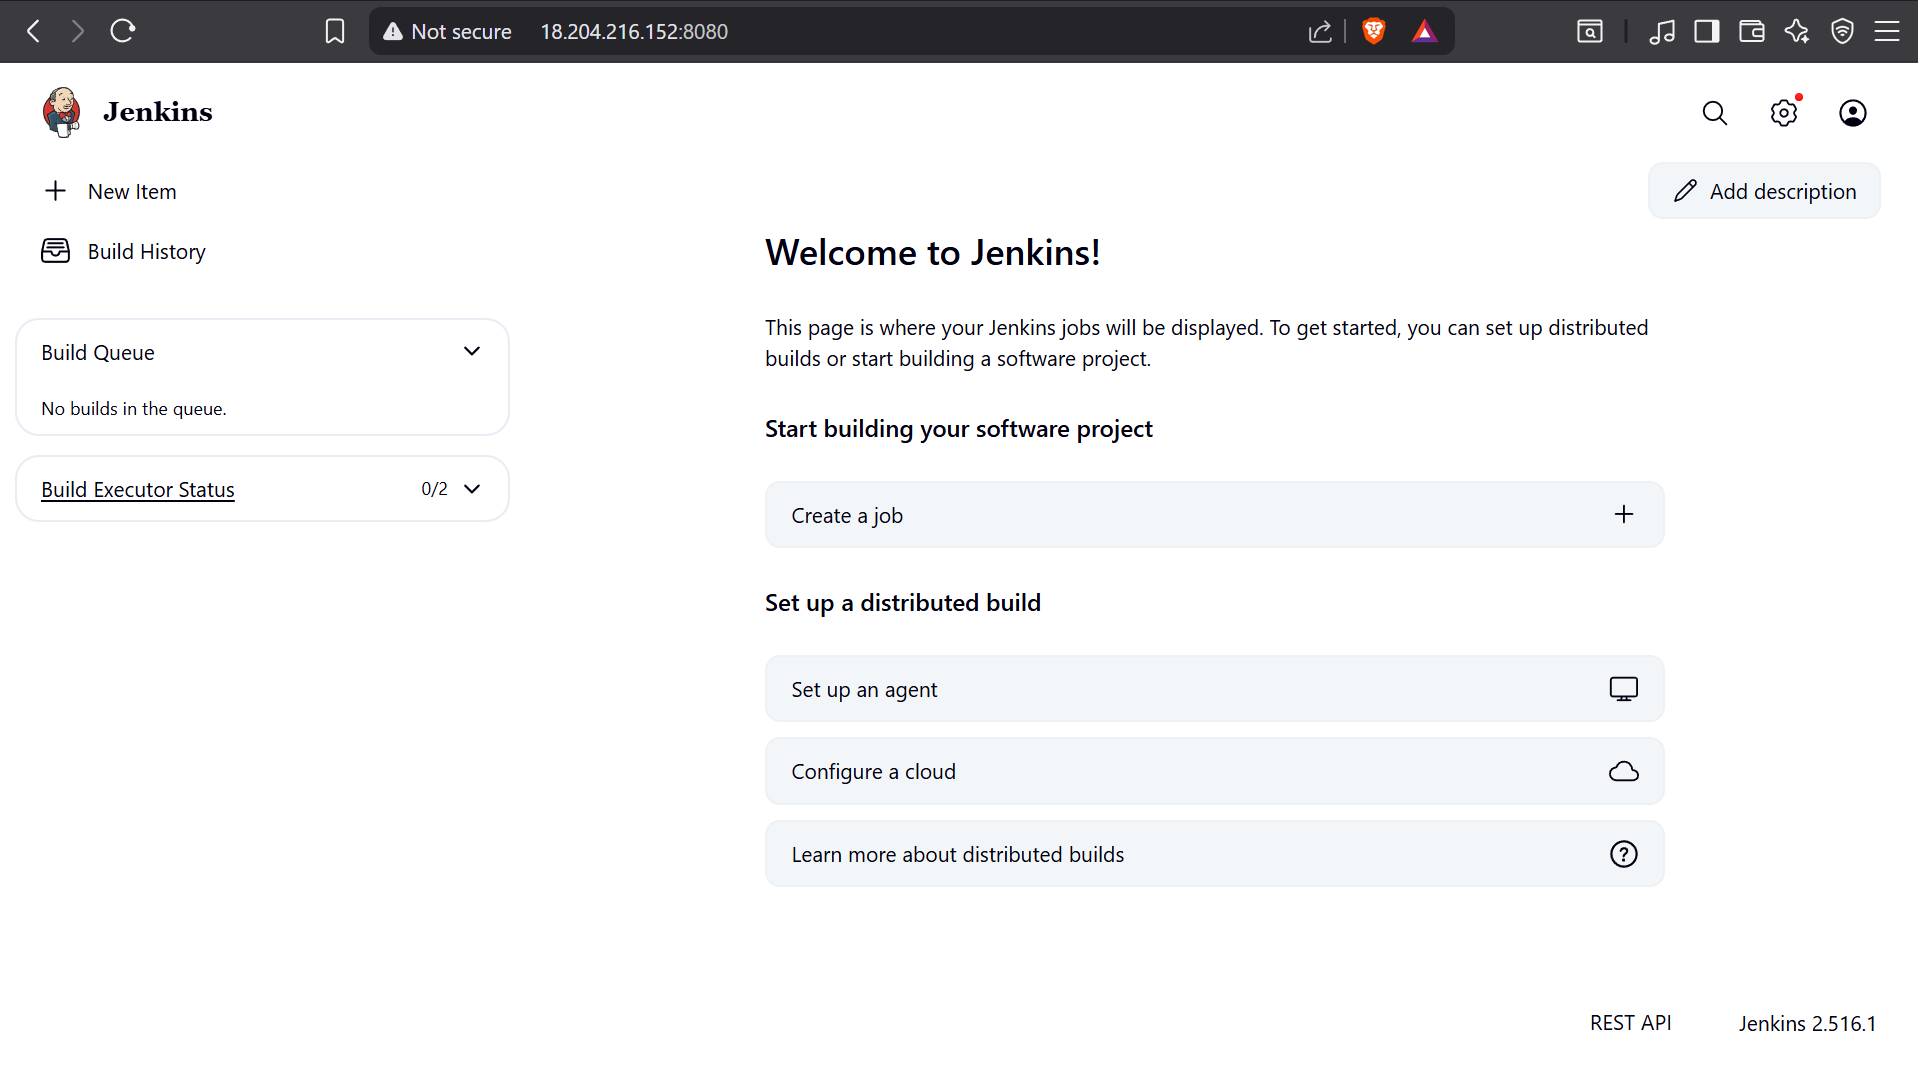 Not secure 18.204.216.152:8080
Jenkins
New Item
Add description
Build History
Build Queue
No builds in the queue.
Build Executor Status 0/2
Welcome to Jenkins!
This page is where your Jenkins jobs will be displayed. To get started, you can set up distributed
builds or start building a software project.
Start building your software project
Create a job
Set up a distributed build
Set up an agent
Configure a cloud
Learn more about distributed builds
REST API Jenkins 2.516.1